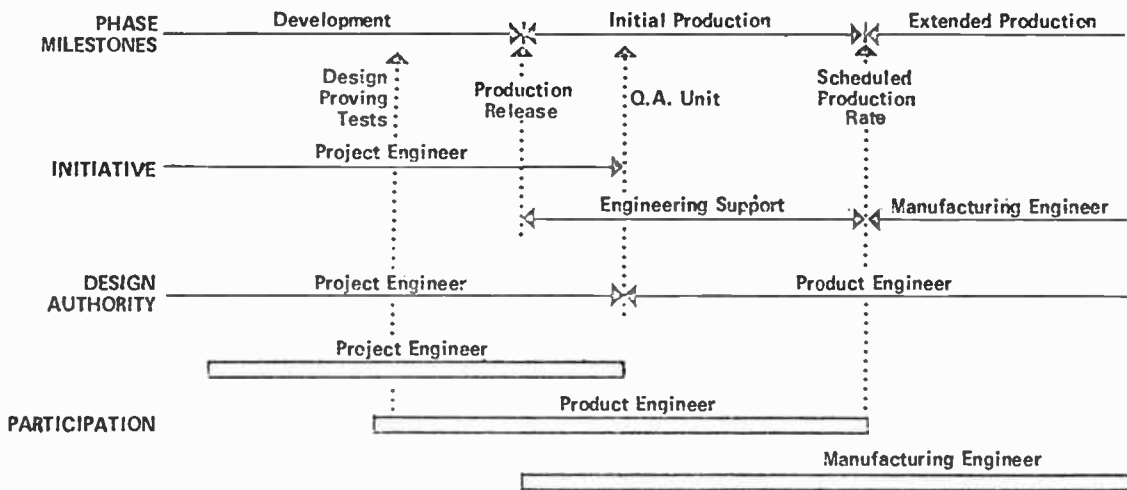 PHASE
MILESTONES
Development
Initial Production
Extended Production
Design
Proving
Tests
Production
Release
Q.A. Unit
Scheduled
Production
Rate
INITIATIVE
Project Engineer
Engineering Support
Manufacturing Engineer
DESIGN
AUTHORITY
Project Engineer
Product Engineer
PARTICIPATION
Project Engineer
Product Engineer
Manufacturing Engineer